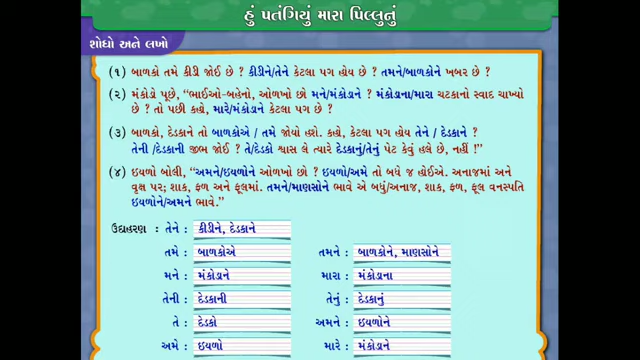 હું પતંગિયું મારા પિલ્લુનું
શોધો અને લખો
(૧) બાળકો તમે કીડી જોઈ છે ? કીડીને/તેને કેટલા પગ હોય છે ? તમને/બાળકોને ખબર છે ?
(૨) મંકોડો પૂછે, “ભાઈઓ-બહેનો, ઓળખો છો મને/મંકોડાને ? મંકોડાના/મારા ચટકાનો સ્વાદ ચાખ્યો
છે ? તો પછી કહો, મારે/મંકોડાને કેટલા પગ છે ?
(૩) બાળકો, દેડકાને તો બાળકોએ / તમે જોયો હશે. કહો, કેટલા પગ હોય તેને / દેડકાને ?
તેની /દેડકાની જીભ જોઈ ? તે/દેડકો શ્વાસ લે ત્યારે દેડકાનું/તેનું પેટ કેવું હલે છે, નહીં !”
(૪) ઇયળો બોલી, “અમને/ઇયળોને ઓળખો છો ? ઇયળો/અમે તો બધે જ હોઈએ. અનાજમાં અને
વૃક્ષ પર; શાક, ફળ અને ફૂલમાં. તમને/માણસોને ભાવે એ બધું/અનાજ, શાક, ફળ, ફૂલ વનસ્પતિ
ઇયળોને/અમને ભાવે.”
ઉદાહરણ : તેને : કીડીને, દેડકાને
તમે : બાળકોએ તમને : બાળકોને, માણસોને
મને : મંકોડાને મારા : મંકોડાના
તેની : દેડકાની તેનું : દેડકાનું
તે : દેડકો અમને : ઇયળોને
અમે : ઇયળો મારે : મંકોડાને